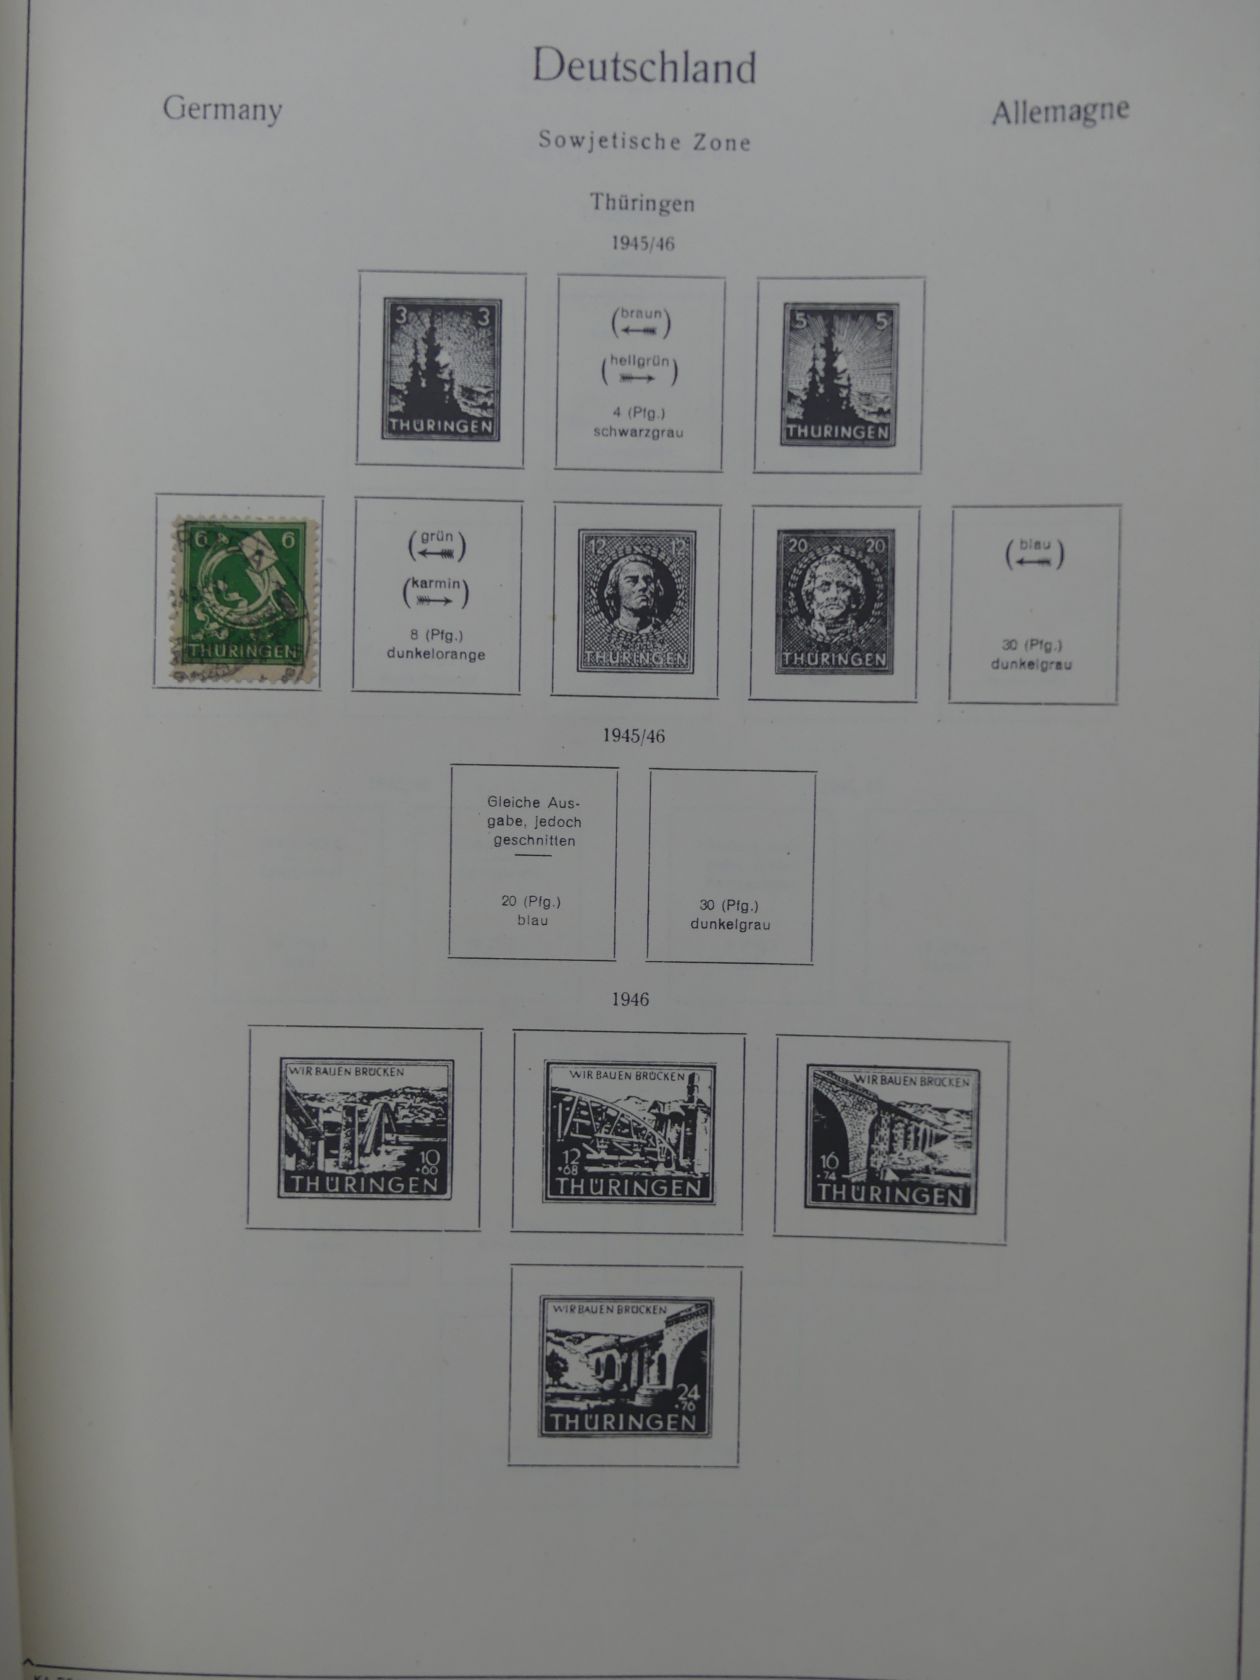 Deutschland
Germany
Allemagne
Sowjetische Zone
Thüringen
1945/46
3 3
THÜRINGEN
(braun)
(hellgrün)
4 (Pfg.)
schwarzgrau
5 5
THÜRINGEN
6 6
THÜRINGEN
(grün)
(karmin)
8 (Pfg.)
dunkelorange
12 12
THÜRINGEN
20 20
THÜRINGEN
(blau)
30 (Pfg.)
dunkelgrau
1945/46
Gleiche Aus-
gabe, jedoch
geschnitten
20 (Pfg.)
blau
30 (Pfg.)
dunkelgrau
1946
WIR BAUEN BRÜCKEN
10
+60
THÜRINGEN
WIR BAUEN BRÜCKEN
12
+68
THÜRINGEN
WIR BAUEN BRÜCKEN
16
+74
THÜRINGEN
WIR BAUEN BRÜCKEN
24
+76
THÜRINGEN